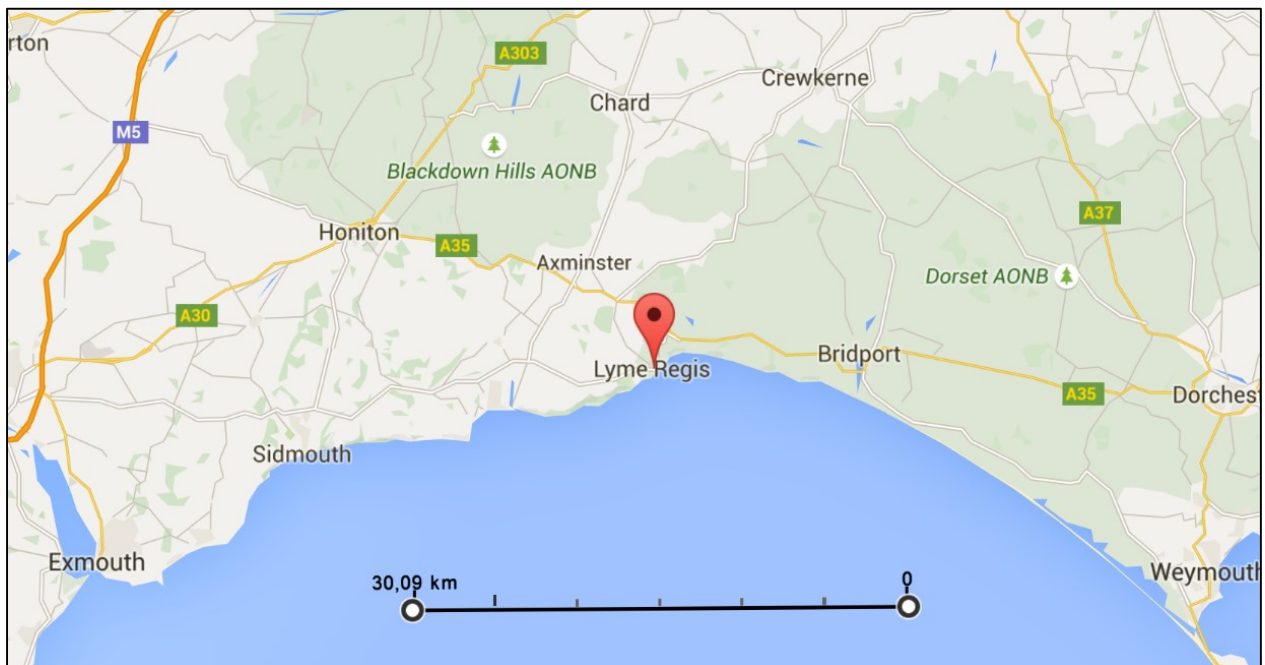 rton
A303
Crewkerne
Chard
M5
Blackdown Hills AONB
A37
Honiton
A35
Axminster
Dorset AONB
A30
Bridport
Lyme Regis
A35
Dorchest
Sidmouth
Exmouth
Weymouth
30,09 km
0